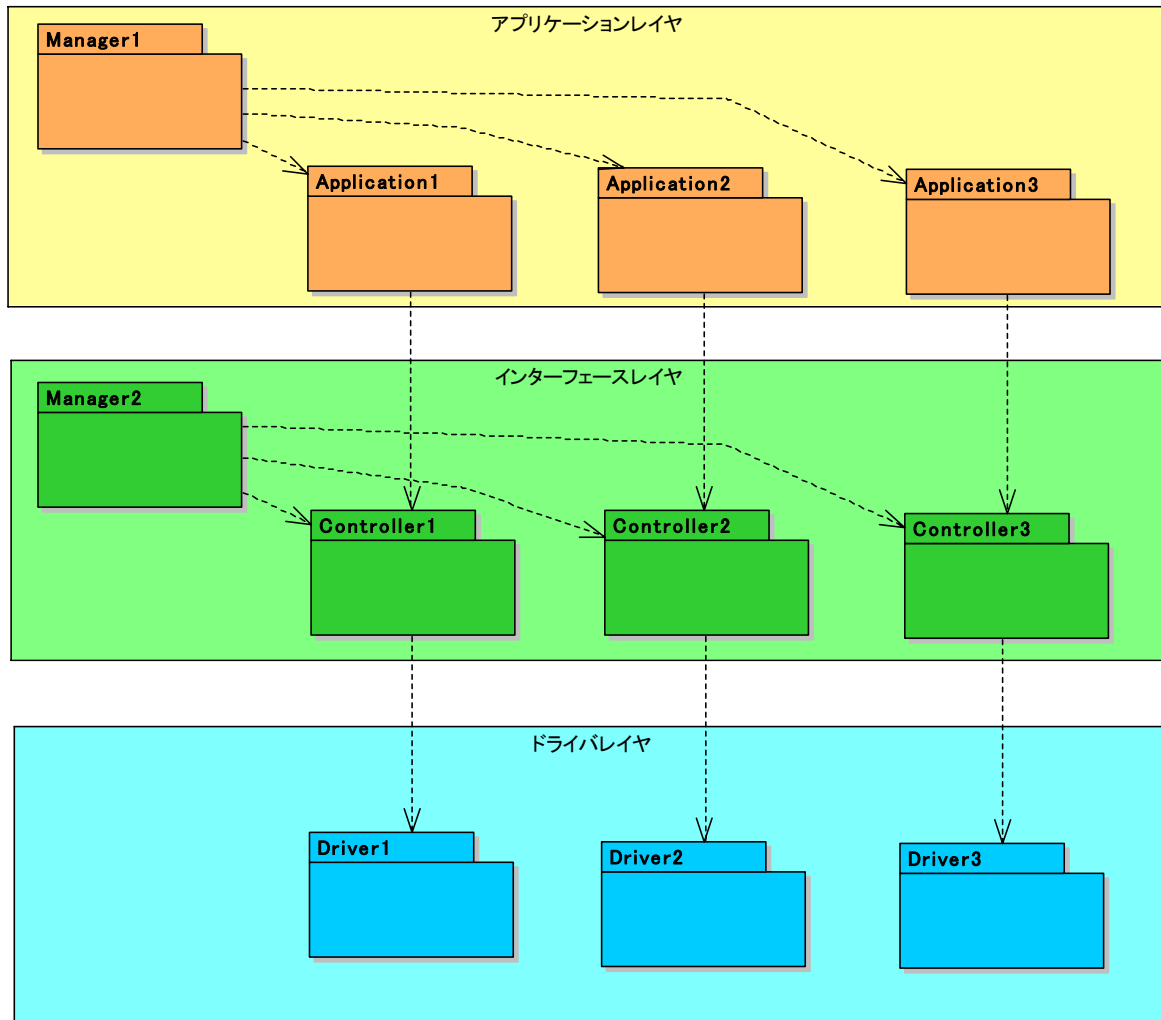 アプリケーションレイヤ
Manager1
Application1
Application2
Application3
インターフェースレイヤ
Manager2
Controller1
Controller2
Controller3
ドライバレイヤ
Driver1
Driver2
Driver3